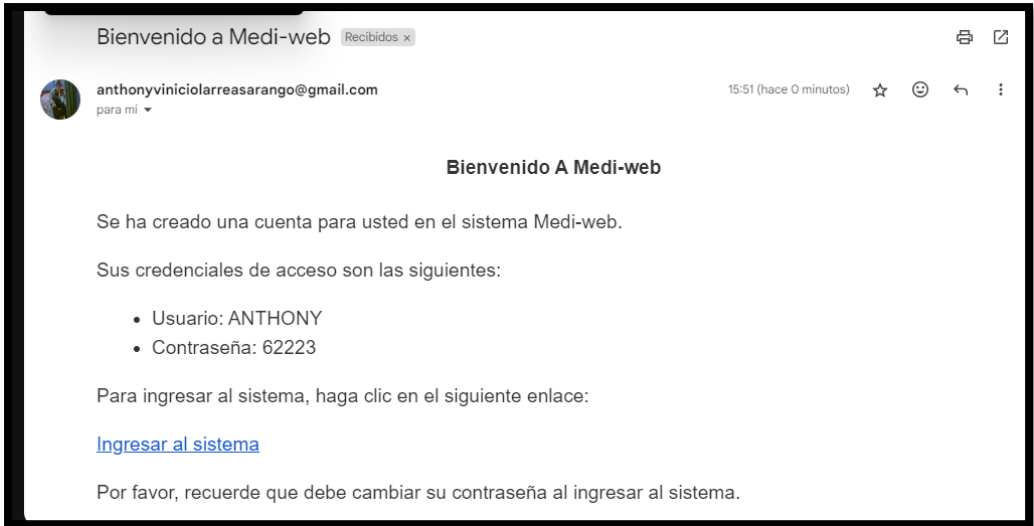 Bienvenido a Medi-web Recibidos x
anthonyviniciolarreasarango@gmail.com 15:51 (hace 0 minutos)
para mí
Bienvenido A Medi-web
Se ha creado una cuenta para usted en el sistema Medi-web.
Sus credenciales de acceso son las siguientes:
• Usuario: ANTHONY
• Contraseña: 62223
Para ingresar al sistema, haga clic en el siguiente enlace:
Ingresar al sistema
Por favor, recuerde que debe cambiar su contraseña al ingresar al sistema.